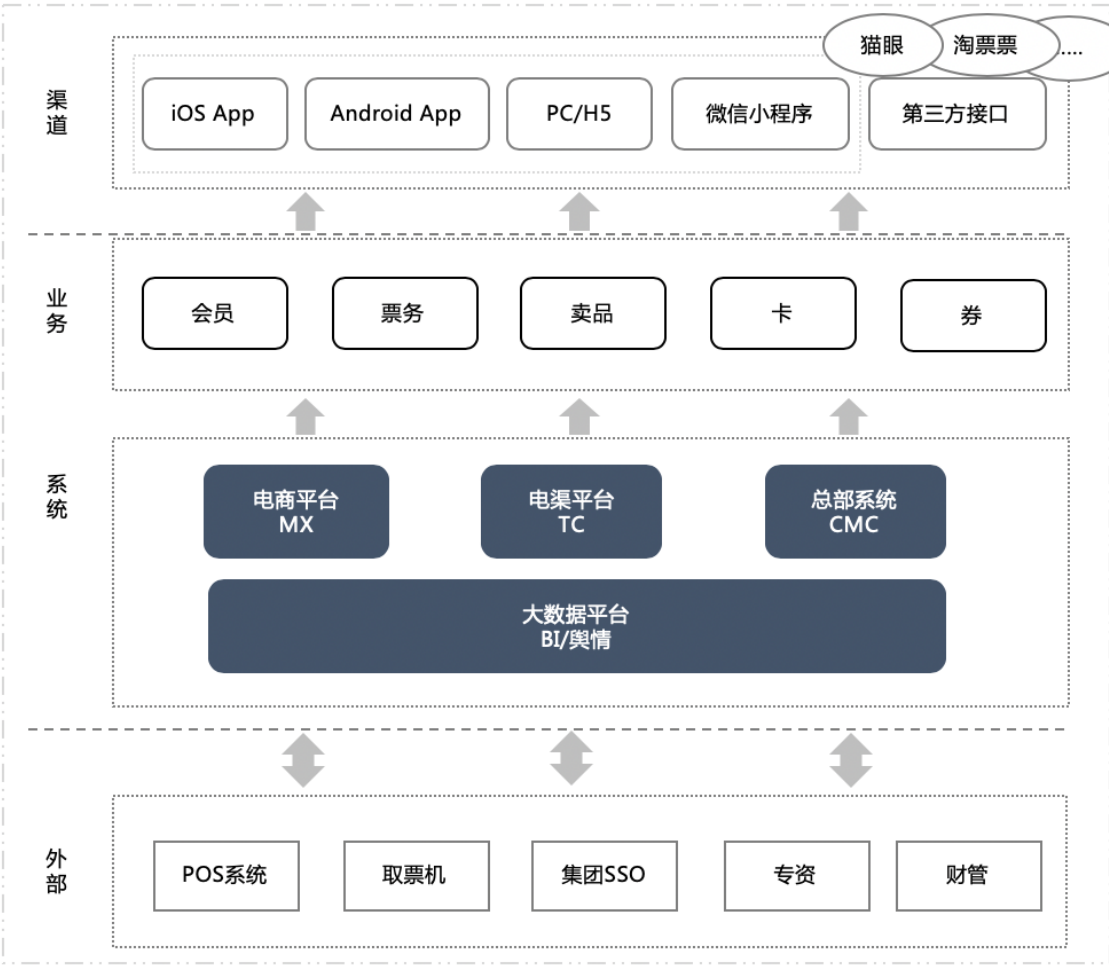 猫眼
淘票票
....
渠
道
iOS App
Android App
PC/H5
微信小程序
第三方接口
业
务
会员
票务
卖品
卡
券
系
统
电商平台
MX
电渠平台
TC
总部系统
CMC
大数据平台
BI/舆情
外
部
POS系统
取票机
集团SSO
专资
财管